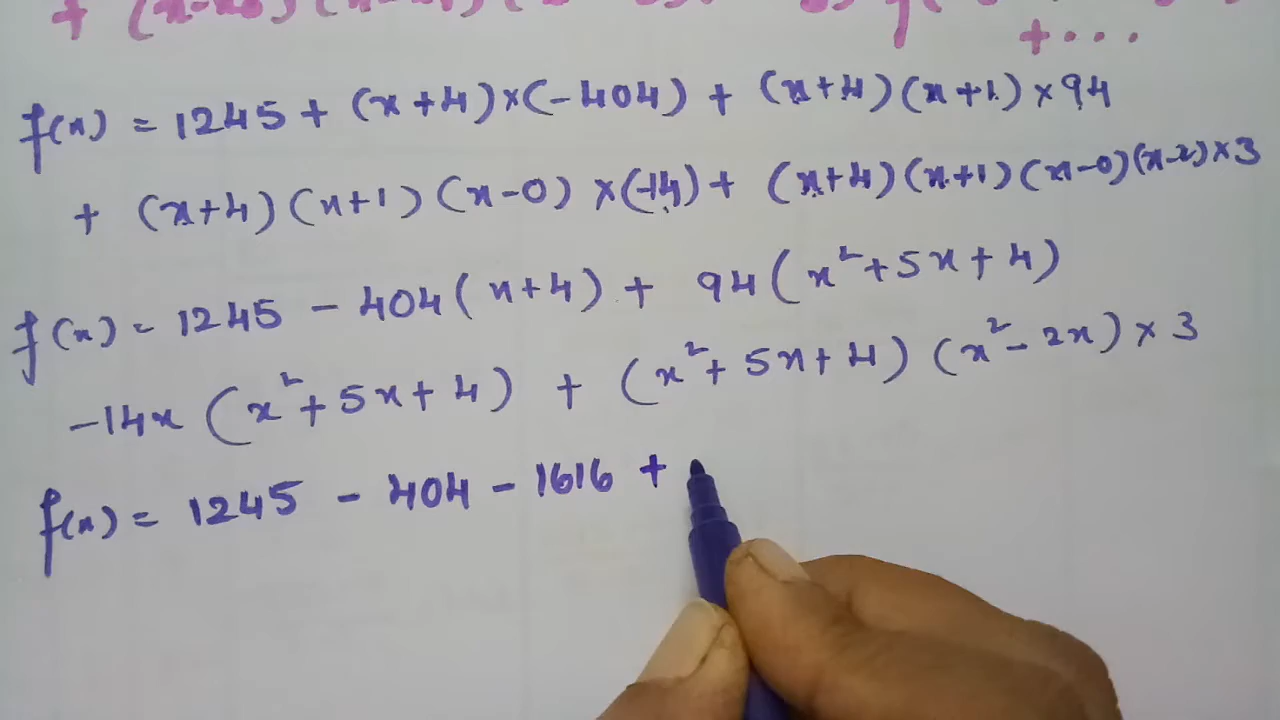 + · · ·
f(x) = 1245 + (x+4)×(-404) + (x+4)(x+1)×94
+ (x+4)(x+1)(x-0)×(-14)+ (x+4)(x+1)(x-0)(x-2)×3
f(x) = 1245 - 404(x+4) + 94(x²+5x+4)
-14x(x²+5x+4) + (x²+5x+4)(x²-2x)×3
f(x) = 1245 - 404 - 1616 +